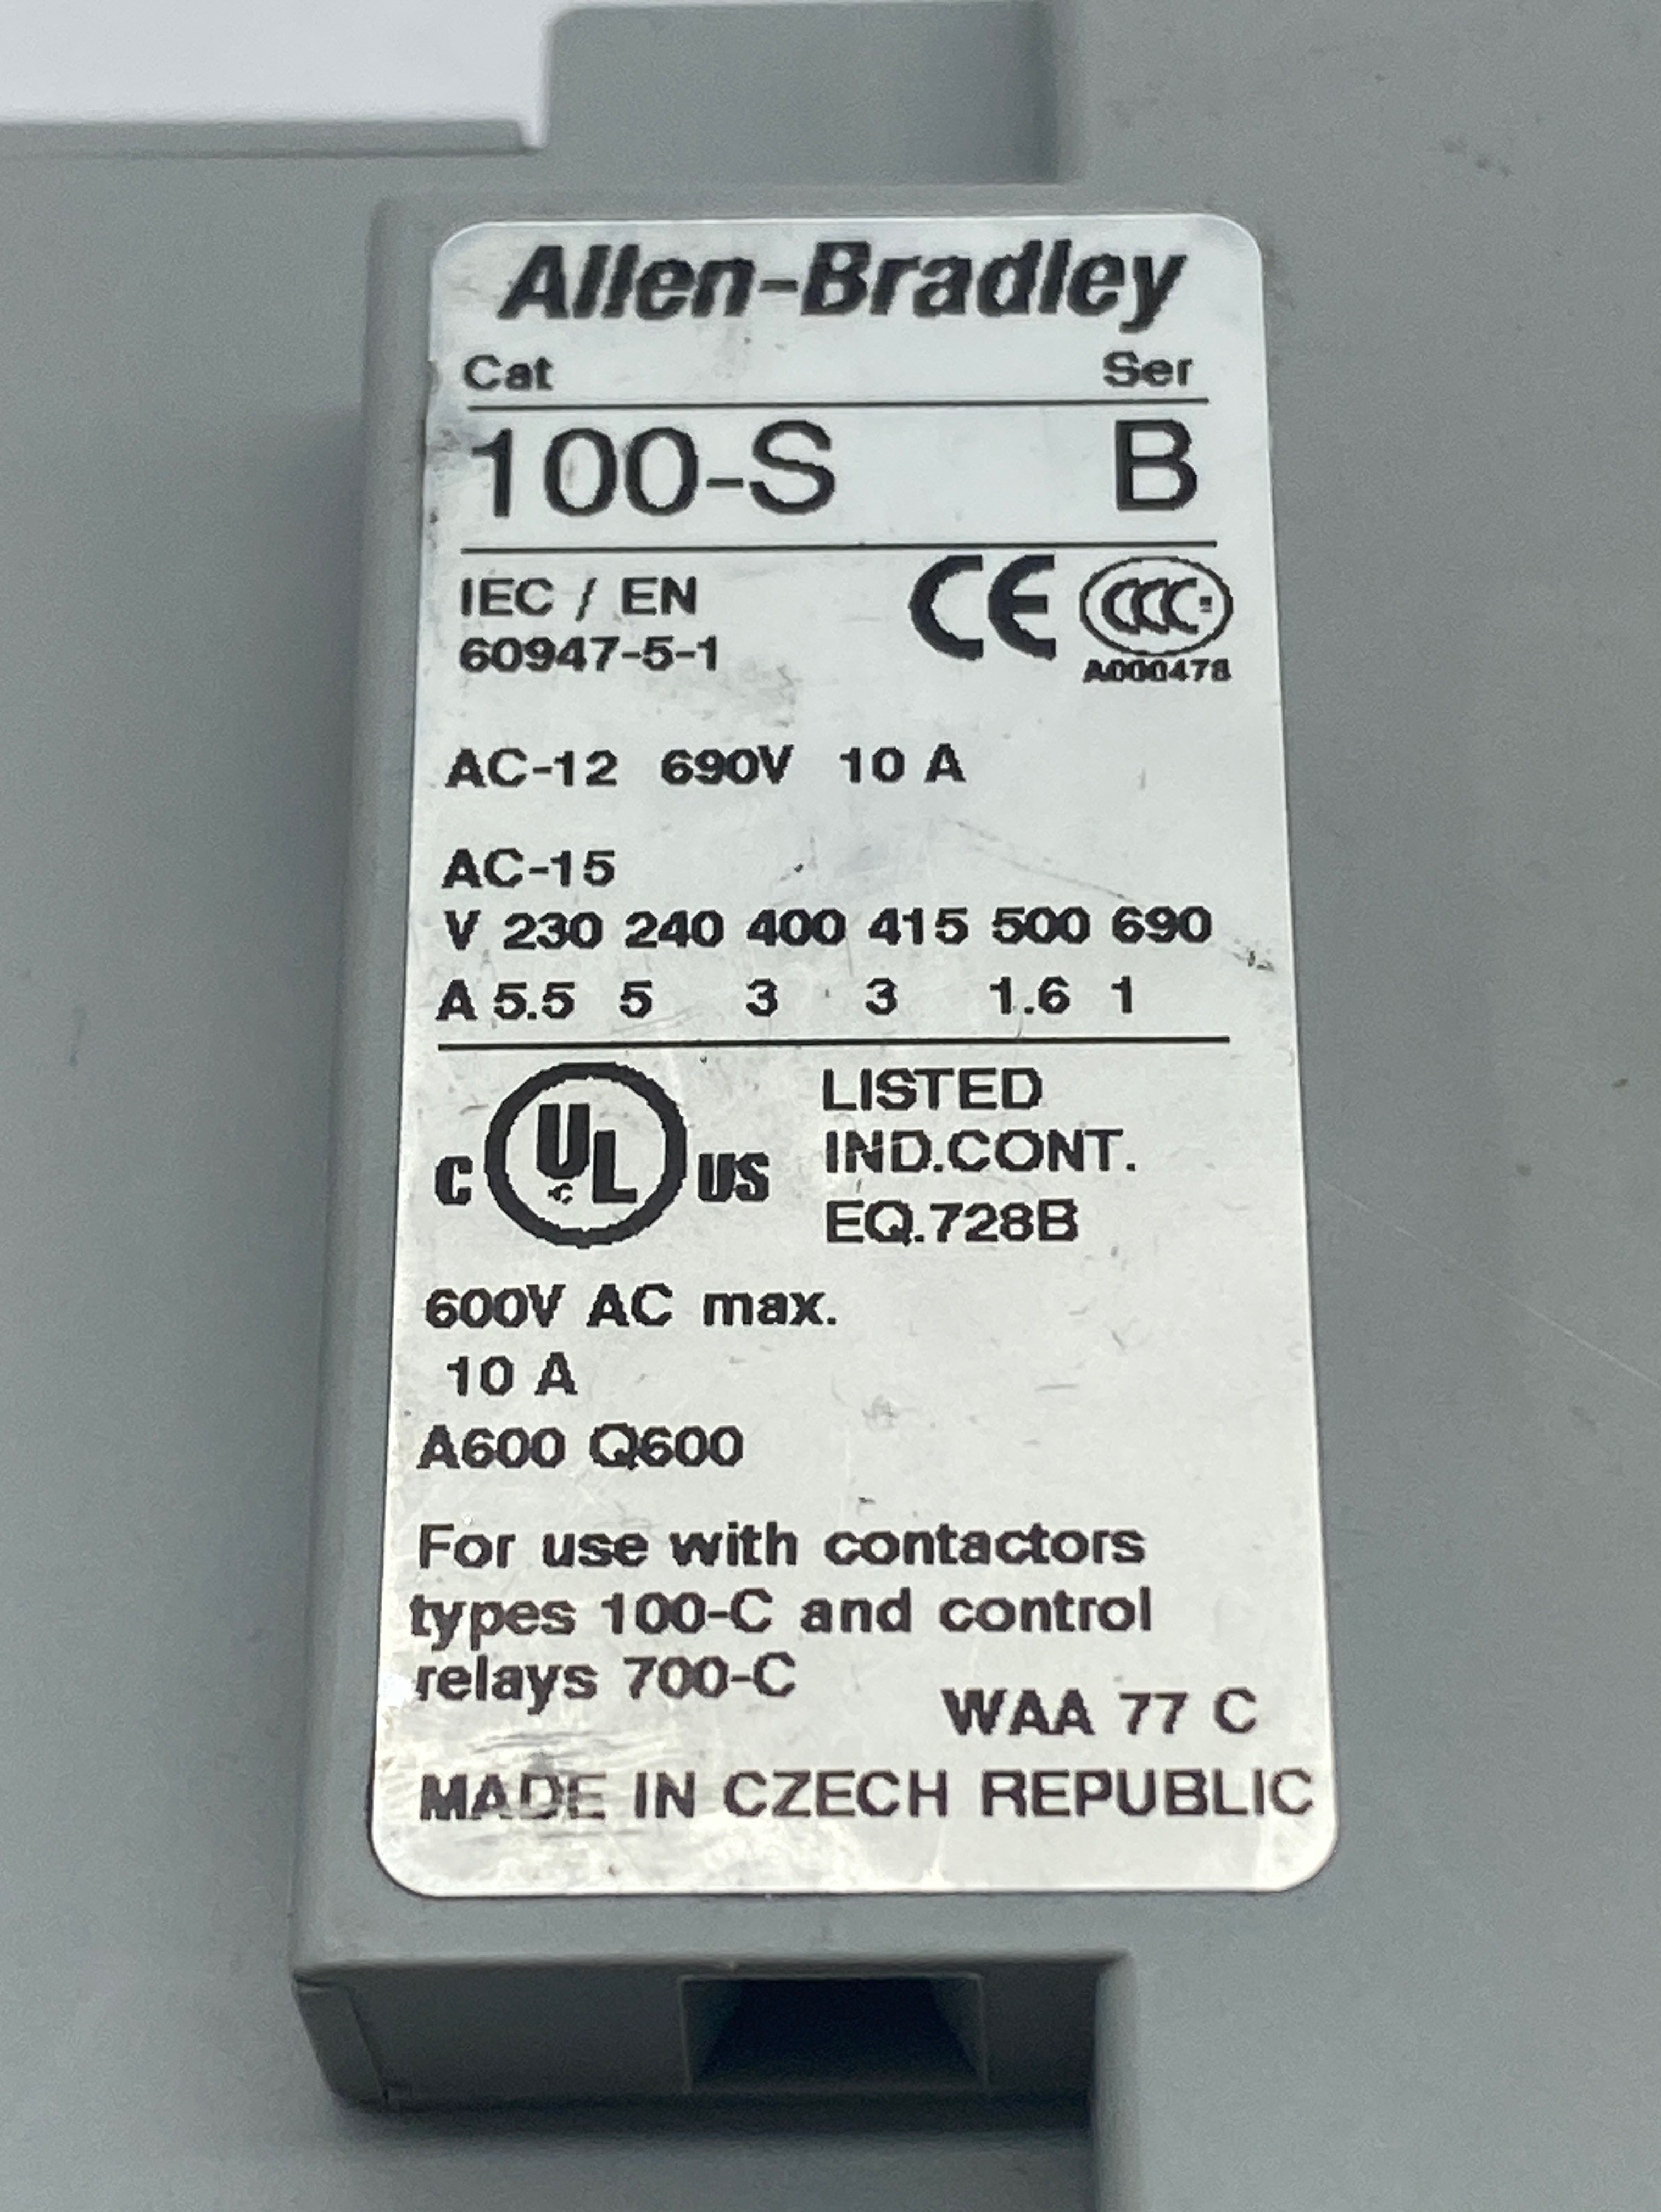 Allen-Bradley
Cat Ser
100-S B
IEC / EN
60947-5-1
CE CCC
A000478
AC-12 690V 10 A
AC-15
V 230 240 400 415 500 690
A 5.5 5 3 3 1.6 1
C UL US
LISTED
IND.CONT.
EQ.728B
600V AC max.
10 A
A600 Q600
For use with contactors
types 100-C and control
relays 700-C
WAA 77 C
MADE IN CZECH REPUBLIC